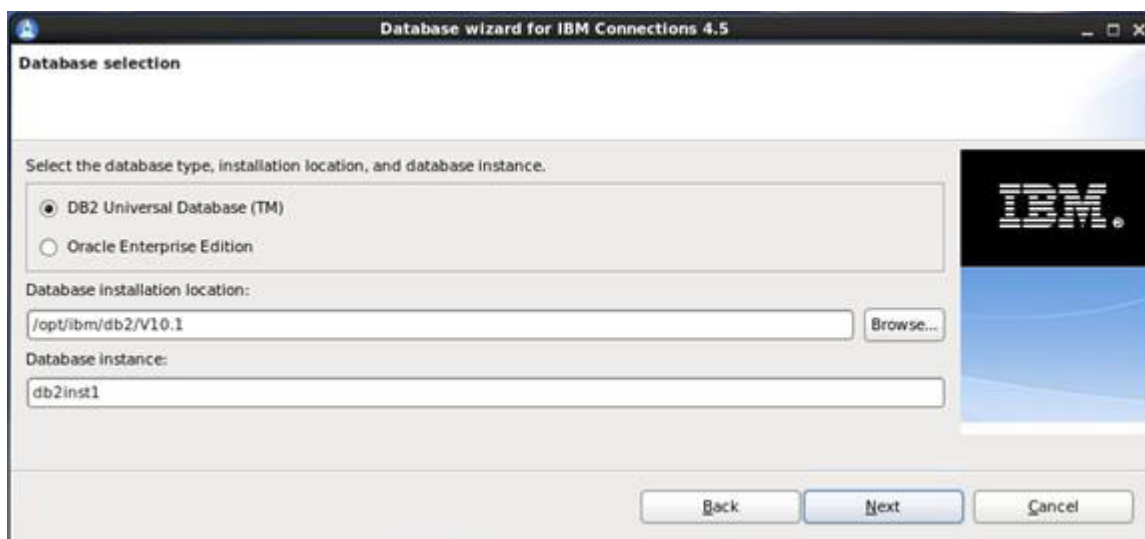 Database wizard for IBM Connections 4.5
Database selection
Select the database type, installation location, and database instance.
DB2 Universal Database (TM)
Oracle Enterprise Edition
IBM®
Database installation location:
/opt/ibm/db2/V10.1
Browse...
Database instance:
db2inst1
Back
Next
Cancel